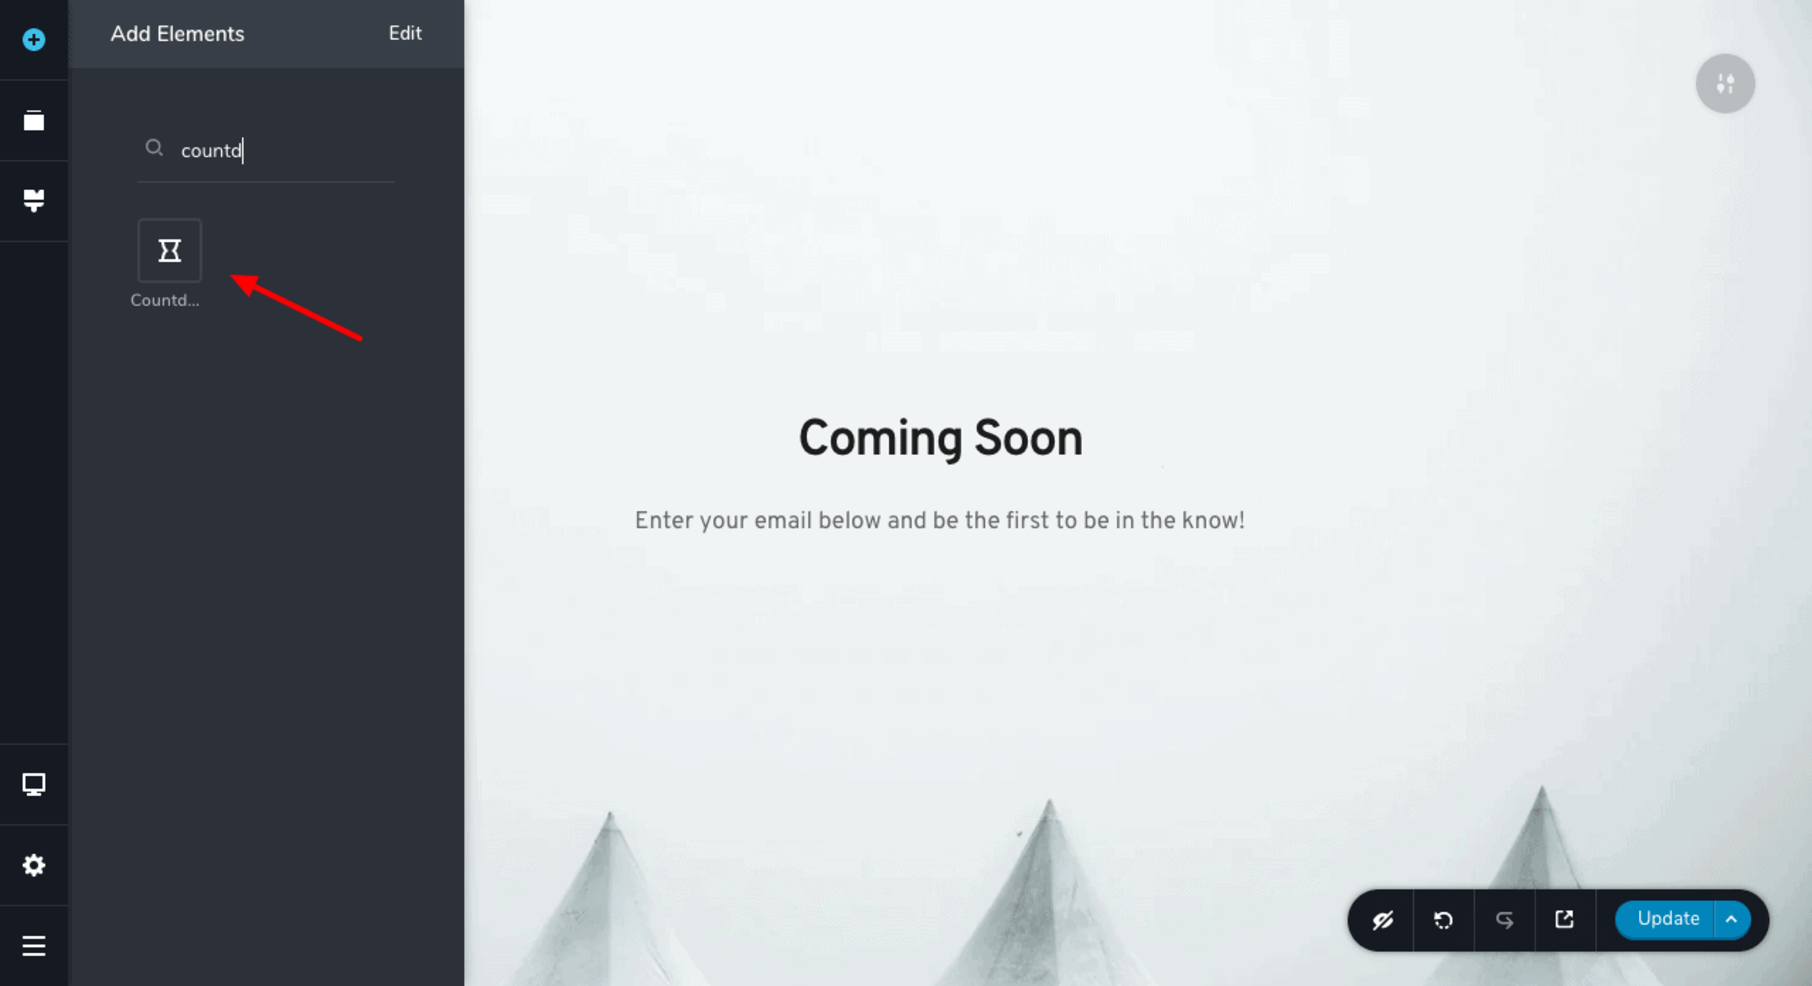 Add Elements
Edit
countd
Countd...
Coming Soon
Enter your email below and be the first to be in the know!
Update